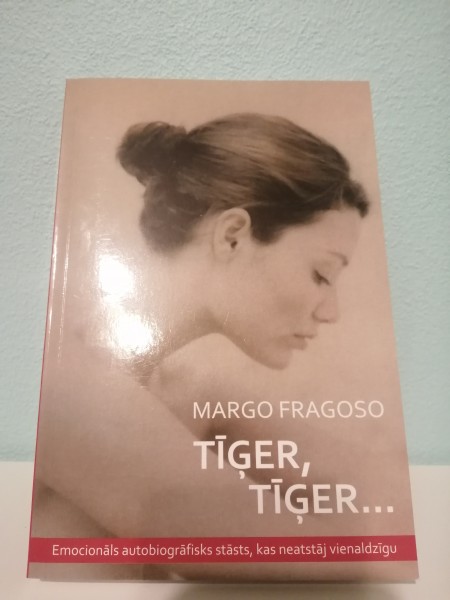 MARGO FRAGOSO
TĪĢER,
TĪĢER...
Emocionāls autobiogrāfisks stāsts, kas neatstāj vienaldzīgu